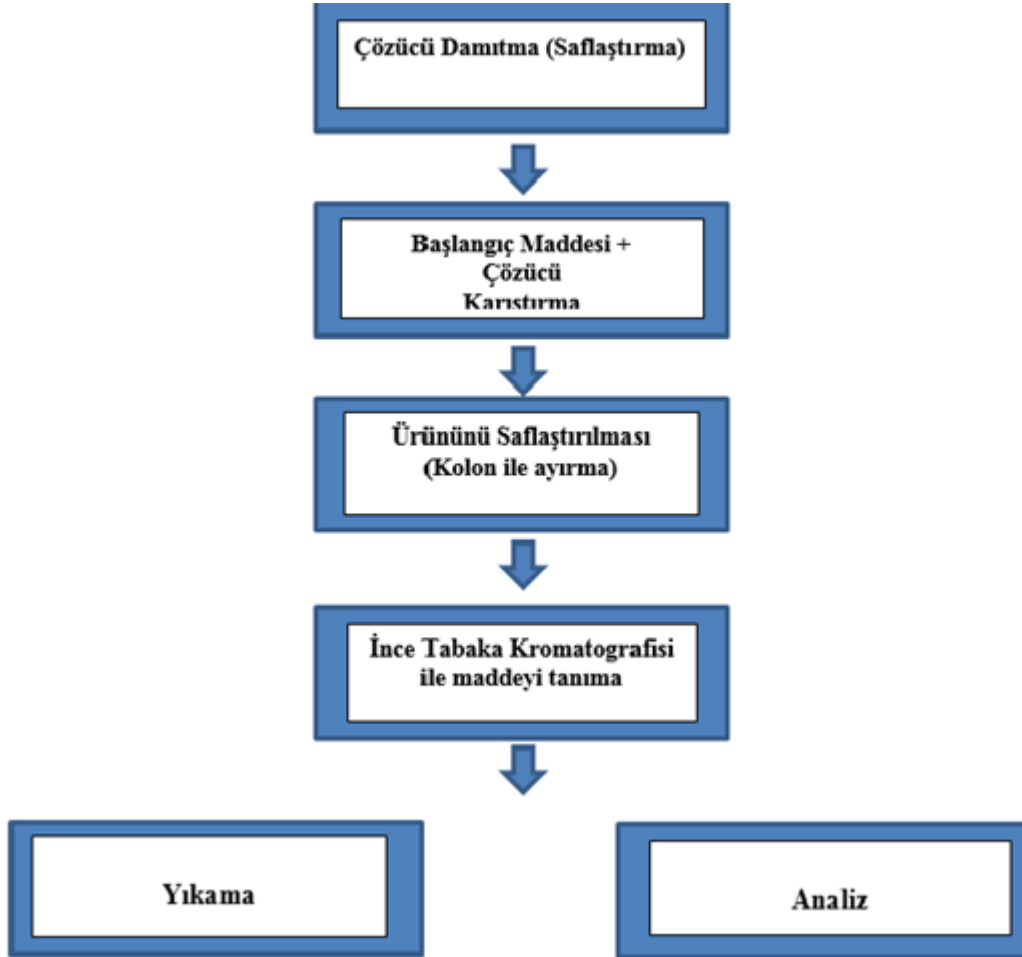 Çözücü Damıtma (Saflaştırma)
Başlangıç Maddesi +
Çözücü
Karıştırma
Ürününü Saflaştırılması
(Kolon ile ayırma)
İnce Tabaka Kromatografisi
ile maddeyi tanıma
Yıkama
Analiz